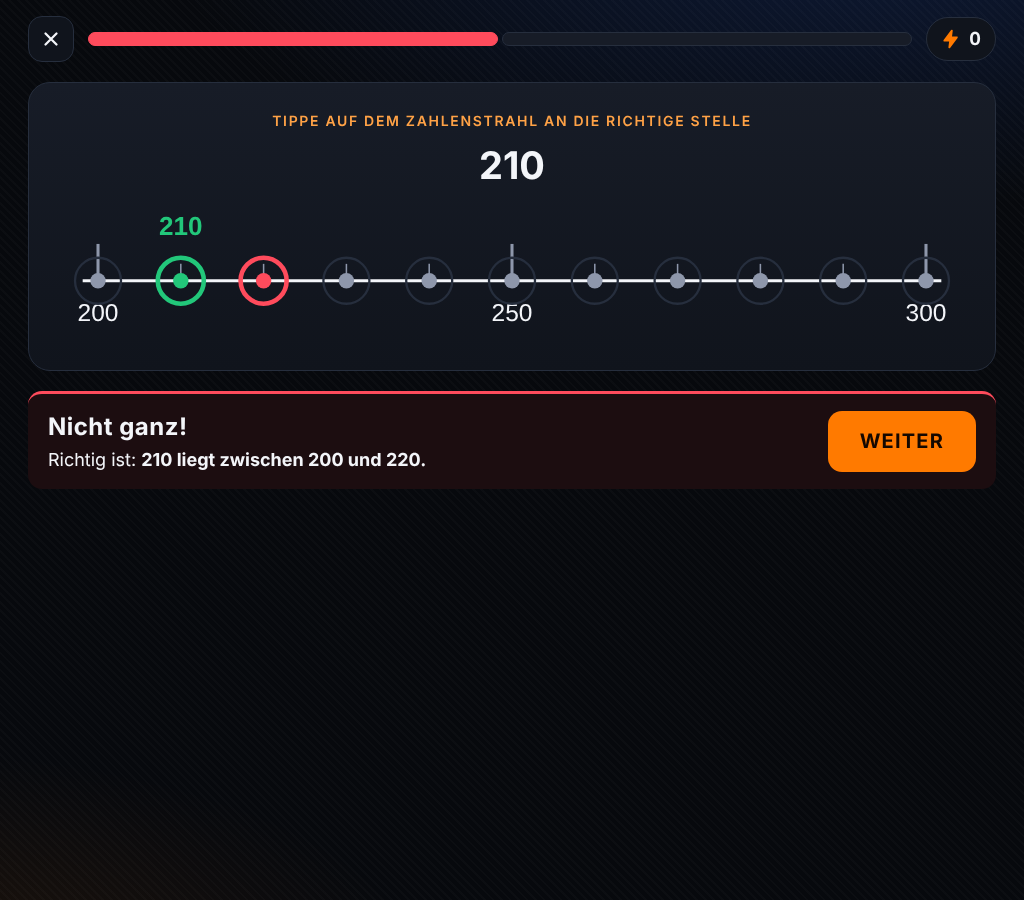 0
TIPPE AUF DEM ZAHLENSTRAHL AN DIE RICHTIGE STELLE
210
210
200 250 300
Nicht ganz!
Richtig ist: 210 liegt zwischen 200 und 220.
WEITER